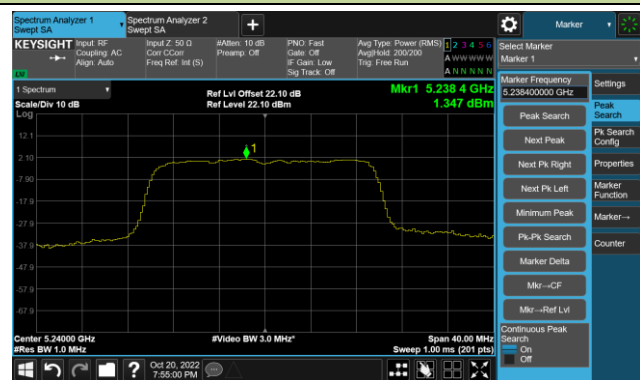 Spectrum Analyzer 1
Swept SA
Spectrum Analyzer 2
Swept SA
+
Marker
KEYSIGHT
Input: RF
Coupling: AC
Align: Auto
Input Z: 50 Ω
Corr CCorr
Freq Ref: Int (S)
#Atten: 10 dB
Preamp: Off
PNO: Fast
Gate: Off
IF Gain: Low
Sig Track: Off
Avg Type: Power (RMS)
Avg|Hold: 200/200
Trig: Free Run
1 2 3 4 5 6
A W W W W W
A N N N N N
Select Marker
Marker 1
LXI
1 Spectrum
Scale/Div 10 dB
Log
Ref Lvl Offset 22.10 dB
Ref Level 22.10 dBm
Mkr1 5.238 4 GHz
1.347 dBm
1
12.1
2.10
-7.90
-17.9
-27.9
-37.9
-47.9
-57.9
-67.9
Center 5.24000 GHz
#Res BW 1.0 MHz
#Video BW 3.0 MHz*
Span 40.00 MHz
Sweep 1.00 ms (201 pts)
Marker Frequency
5.238400000 GHz
Peak Search
Next Peak
Next Pk Right
Next Pk Left
Minimum Peak
Pk-Pk Search
Marker Delta
Mkr→CF
Mkr→Ref Lvl
Continuous Peak
Search
On
Off
Settings
Peak
Search
Pk Search
Config
Properties
Marker
Function
Marker→
Counter
?
Oct 20, 2022
7:55:00 PM